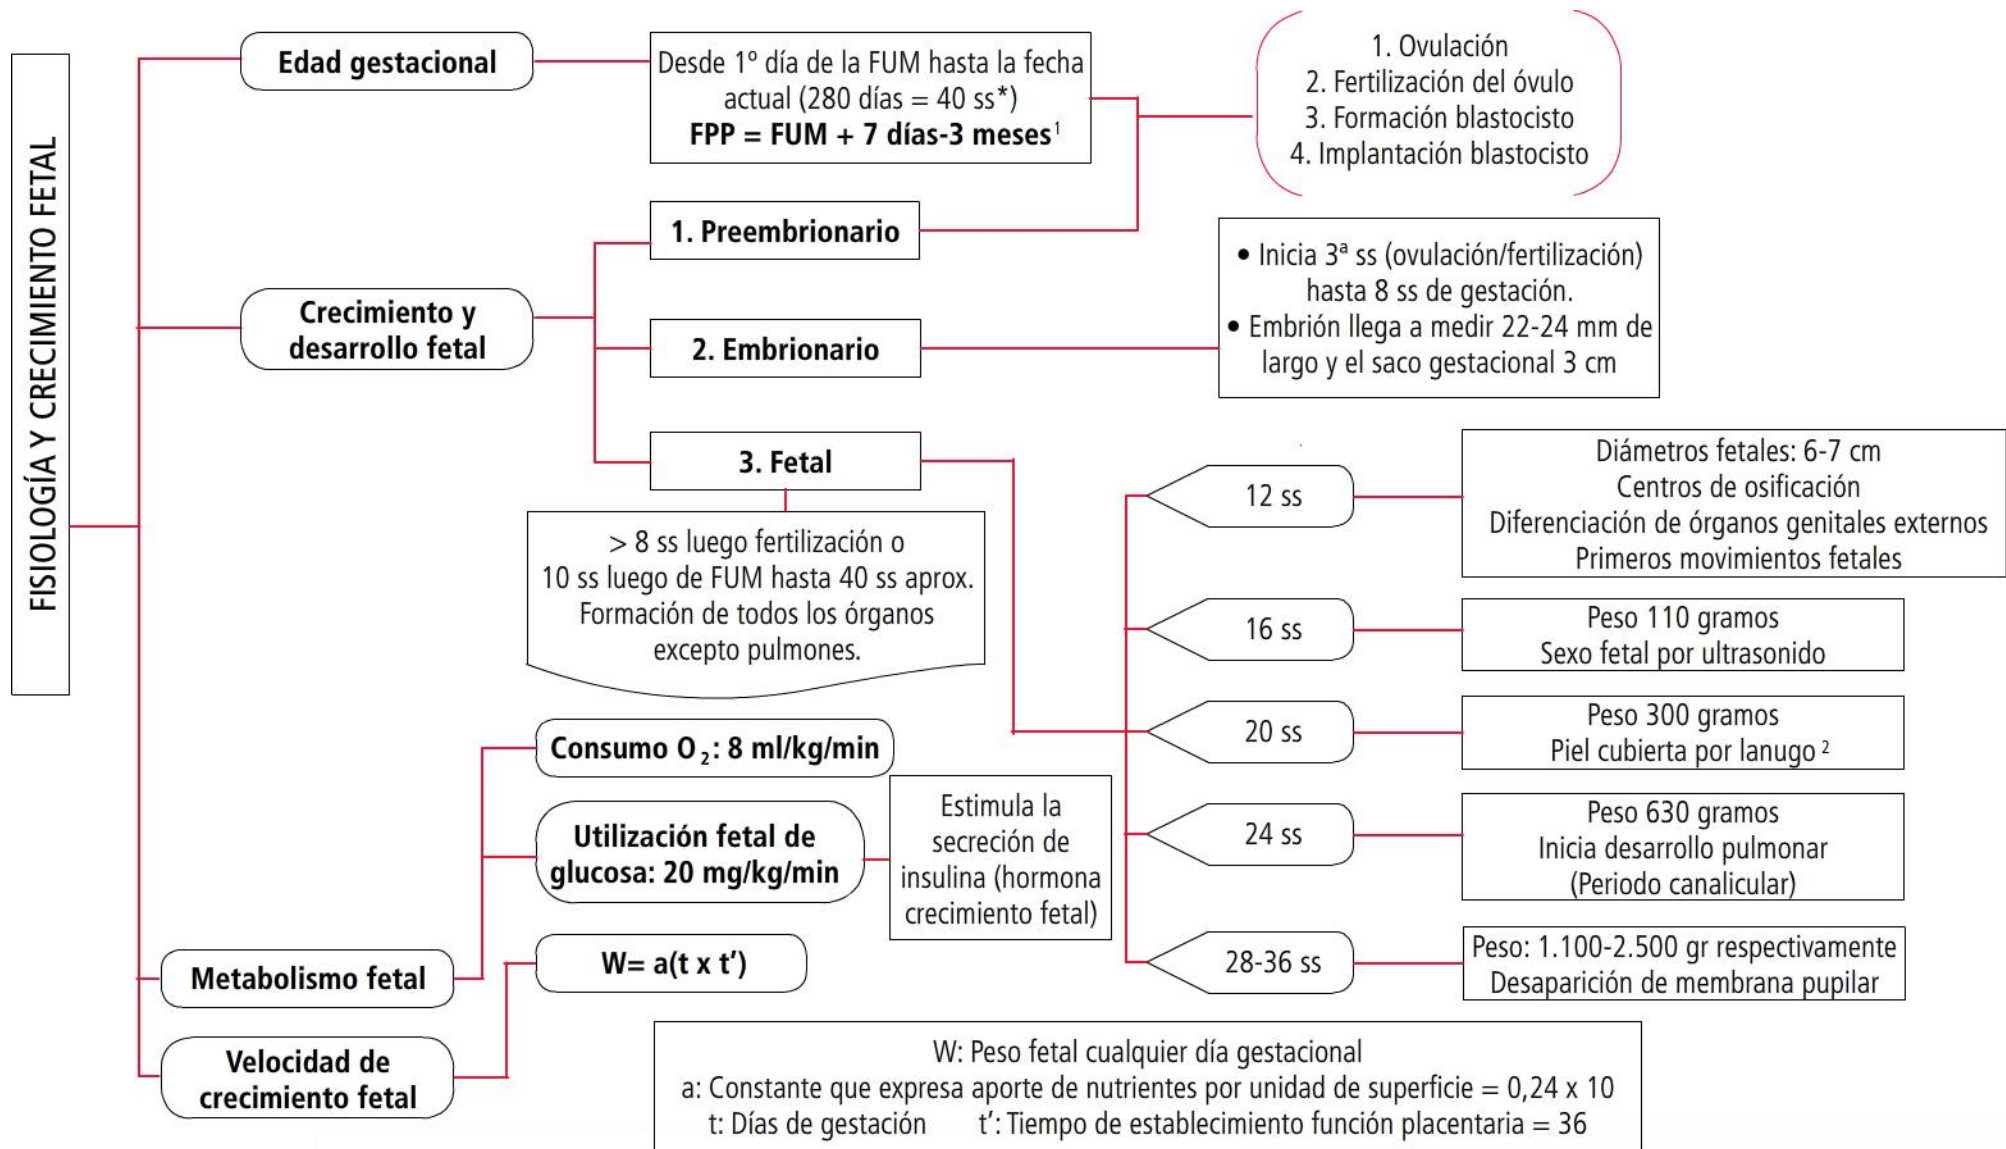 FISIOLOGÍA Y CRECIMIENTO FETAL
Edad gestacional
Desde 1º día de la FUM hasta la fecha
actual (280 días = 40 ss*)
FPP = FUM + 7 días-3 meses¹
1. Ovulación
2. Fertilización del óvulo
3. Formación blastocisto
4. Implantación blastocisto
Crecimiento y
desarrollo fetal
1. Preembrionario
2. Embrionario
• Inicia 3ª ss (ovulación/fertilización)
hasta 8 ss de gestación.
• Embrión llega a medir 22-24 mm de
largo y el saco gestacional 3 cm
3. Fetal
> 8 ss luego fertilización o
10 ss luego de FUM hasta 40 ss aprox.
Formación de todos los órganos
excepto pulmones.
12 ss
Diámetros fetales: 6-7 cm
Centros de osificación
Diferenciación de órganos genitales externos
Primeros movimientos fetales
16 ss
Peso 110 gramos
Sexo fetal por ultrasonido
20 ss
Peso 300 gramos
Piel cubierta por lanugo ²
24 ss
Peso 630 gramos
Inicia desarrollo pulmonar
(Periodo canalicular)
28-36 ss
Peso: 1.100-2.500 gr respectivamente
Desaparición de membrana pupilar
Metabolismo fetal
Consumo O₂: 8 ml/kg/min
Utilización fetal de
glucosa: 20 mg/kg/min
Estimula la
secreción de
insulina (hormona
crecimiento fetal)
Velocidad de
crecimiento fetal
W= a(t x t’)
W: Peso fetal cualquier día gestacional
a: Constante que expresa aporte de nutrientes por unidad de superficie = 0,24 x 10
t: Días de gestación t’: Tiempo de establecimiento función placentaria = 36